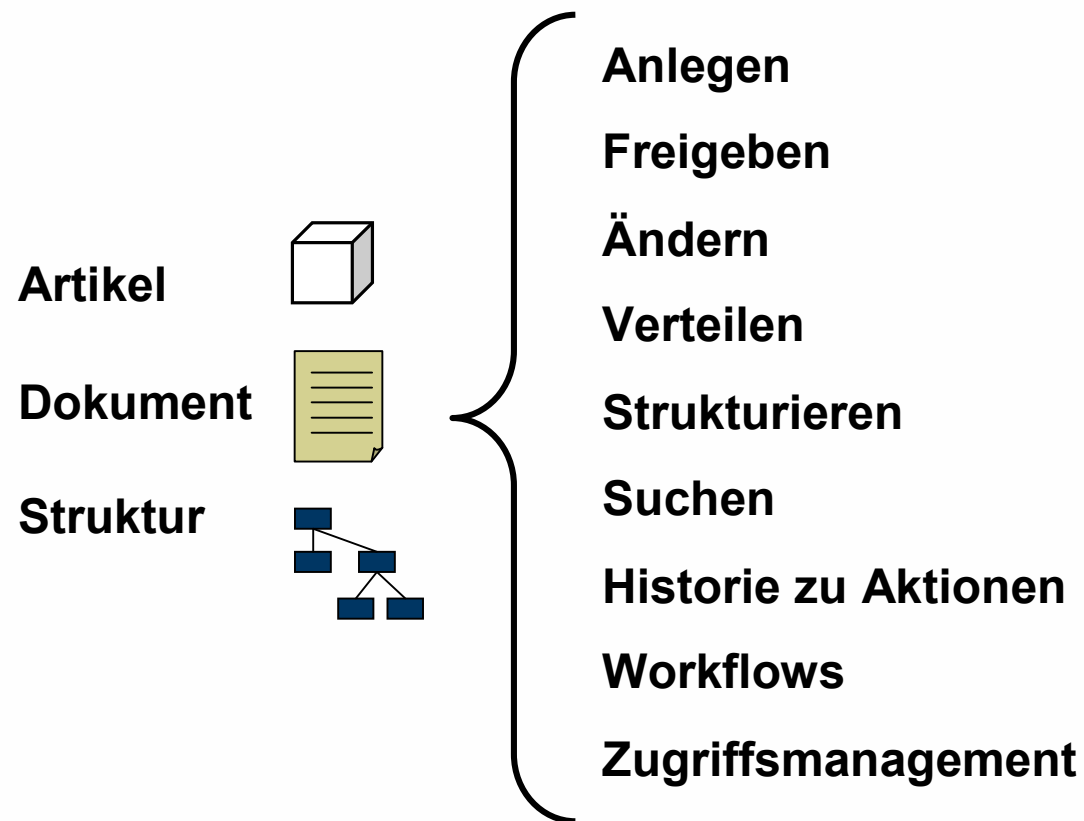 Artikel
Dokument
Struktur
Anlegen
Freigeben
Ändern
Verteilen
Strukturieren
Suchen
Historie zu Aktionen
Workflows
Zugriffsmanagement